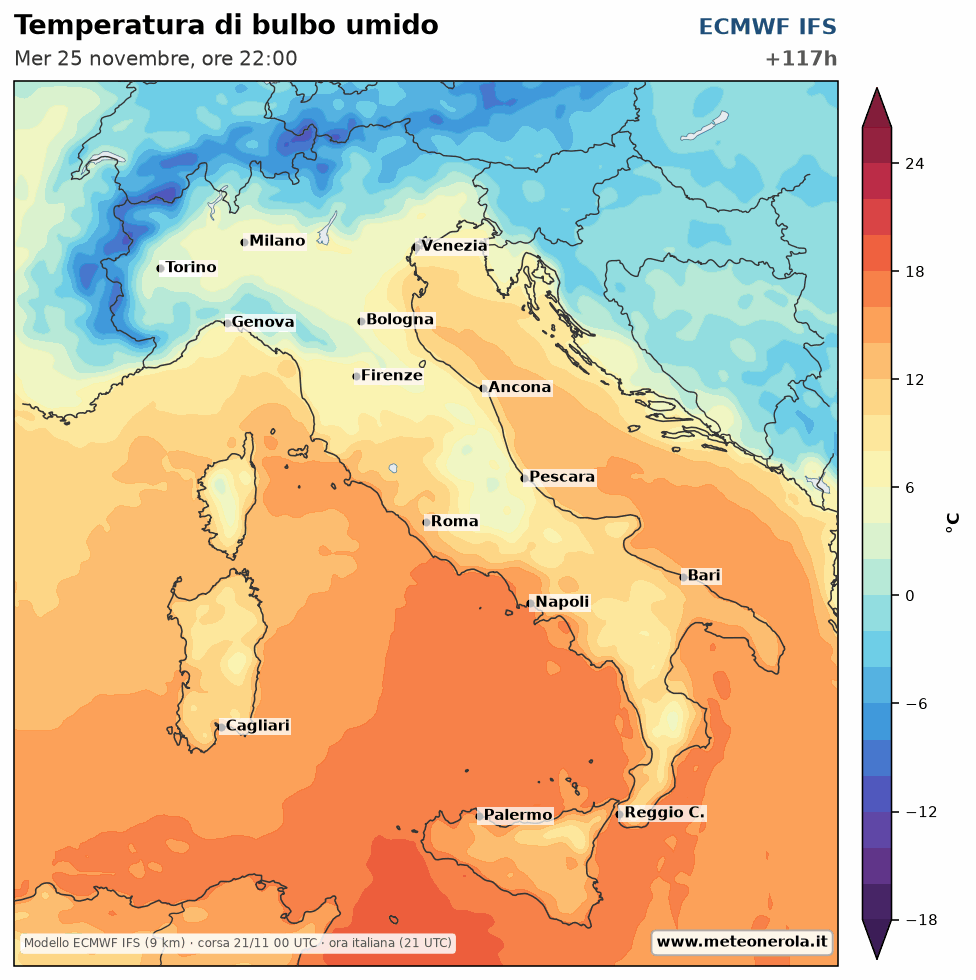 Temperatura di bulbo umido
ECMWF IFS
Mer 25 novembre, ore 22:00
+117h
Milano
Venezia
Torino
Genova
Bologna
Firenze
Ancona
Pescara
Roma
Bari
Napoli
Cagliari
Palermo
Reggio C.
24
18
12
6
0
−6
−12
−18
°C
Modello ECMWF IFS (9 km) · corsa 21/11 00 UTC · ora italiana (21 UTC)
www.meteonerola.it